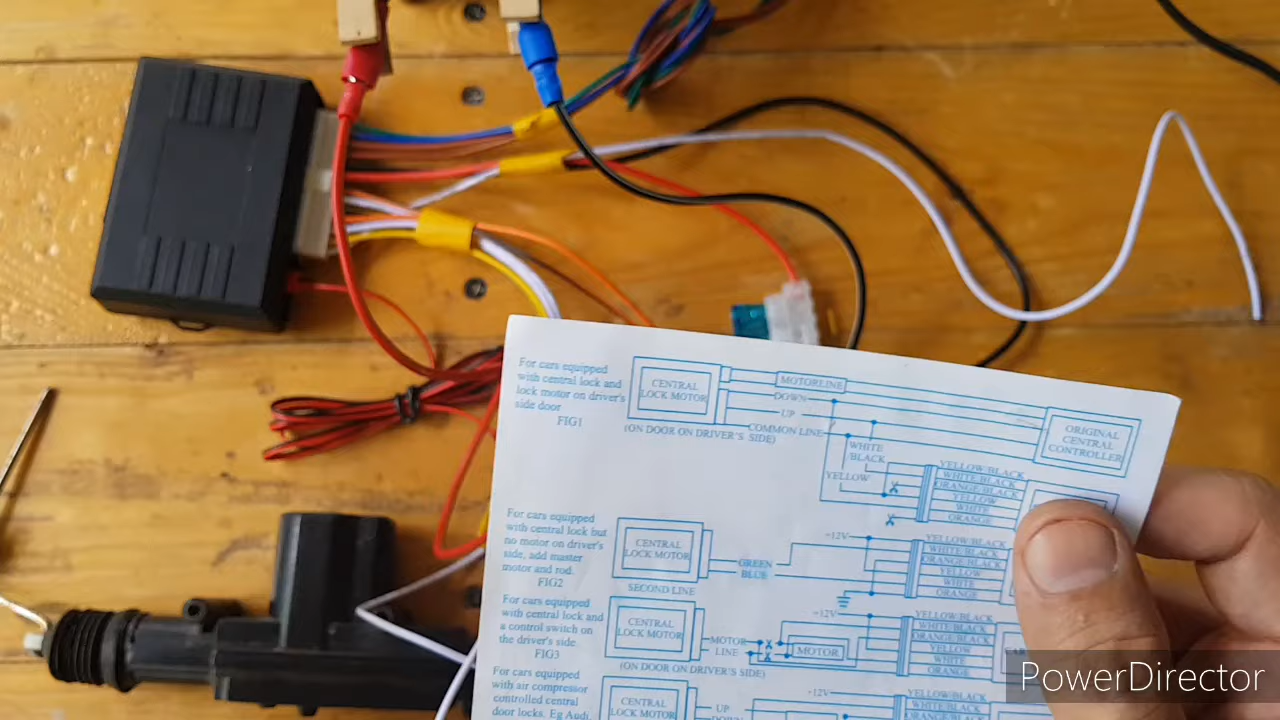 For cars equipped
with central lock and
lock motor on driver's
side door
FIG1
CENTRAL
LOCK MOTOR
(ON DOOR ON DRIVER'S SIDE)
MOTORLINE
DOWN
UP
COMMON LINE
ORIGINAL
CENTRAL
CONTROLLER
WHITE
/BLACK
YELLOW
YELLOW/BLACK
WHITE/BLACK
ORANGE/BLACK
YELLOW
WHITE
ORANGE
For cars equipped
with central lock but
no motor on driver's
side, add master
motor and rod.
FIG2
CENTRAL
LOCK MOTOR
SECOND LINE
GREEN
BLUE
+12V
YELLOW/BLACK
WHITE/BLACK
ORANGE/BLACK
YELLOW
WHITE
ORANGE
For cars equipped
with central lock and
a control switch on
the driver's side
FIG3
CENTRAL
LOCK MOTOR
(ON DOOR ON DRIVER'S SIDE)
MOTOR
LINE
+12V
MOTOR
YELLOW/BLACK
WHITE/BLACK
ORANGE/BLACK
YELLOW
WHITE
ORANGE
For cars equipped
with air compressor
controlled central
door locks. Eg Audi,
CENTRAL
LOCK MOTOR
UP
DOWN
+12V
YELLOW/BLACK
WHITE/BLACK
PowerDirector